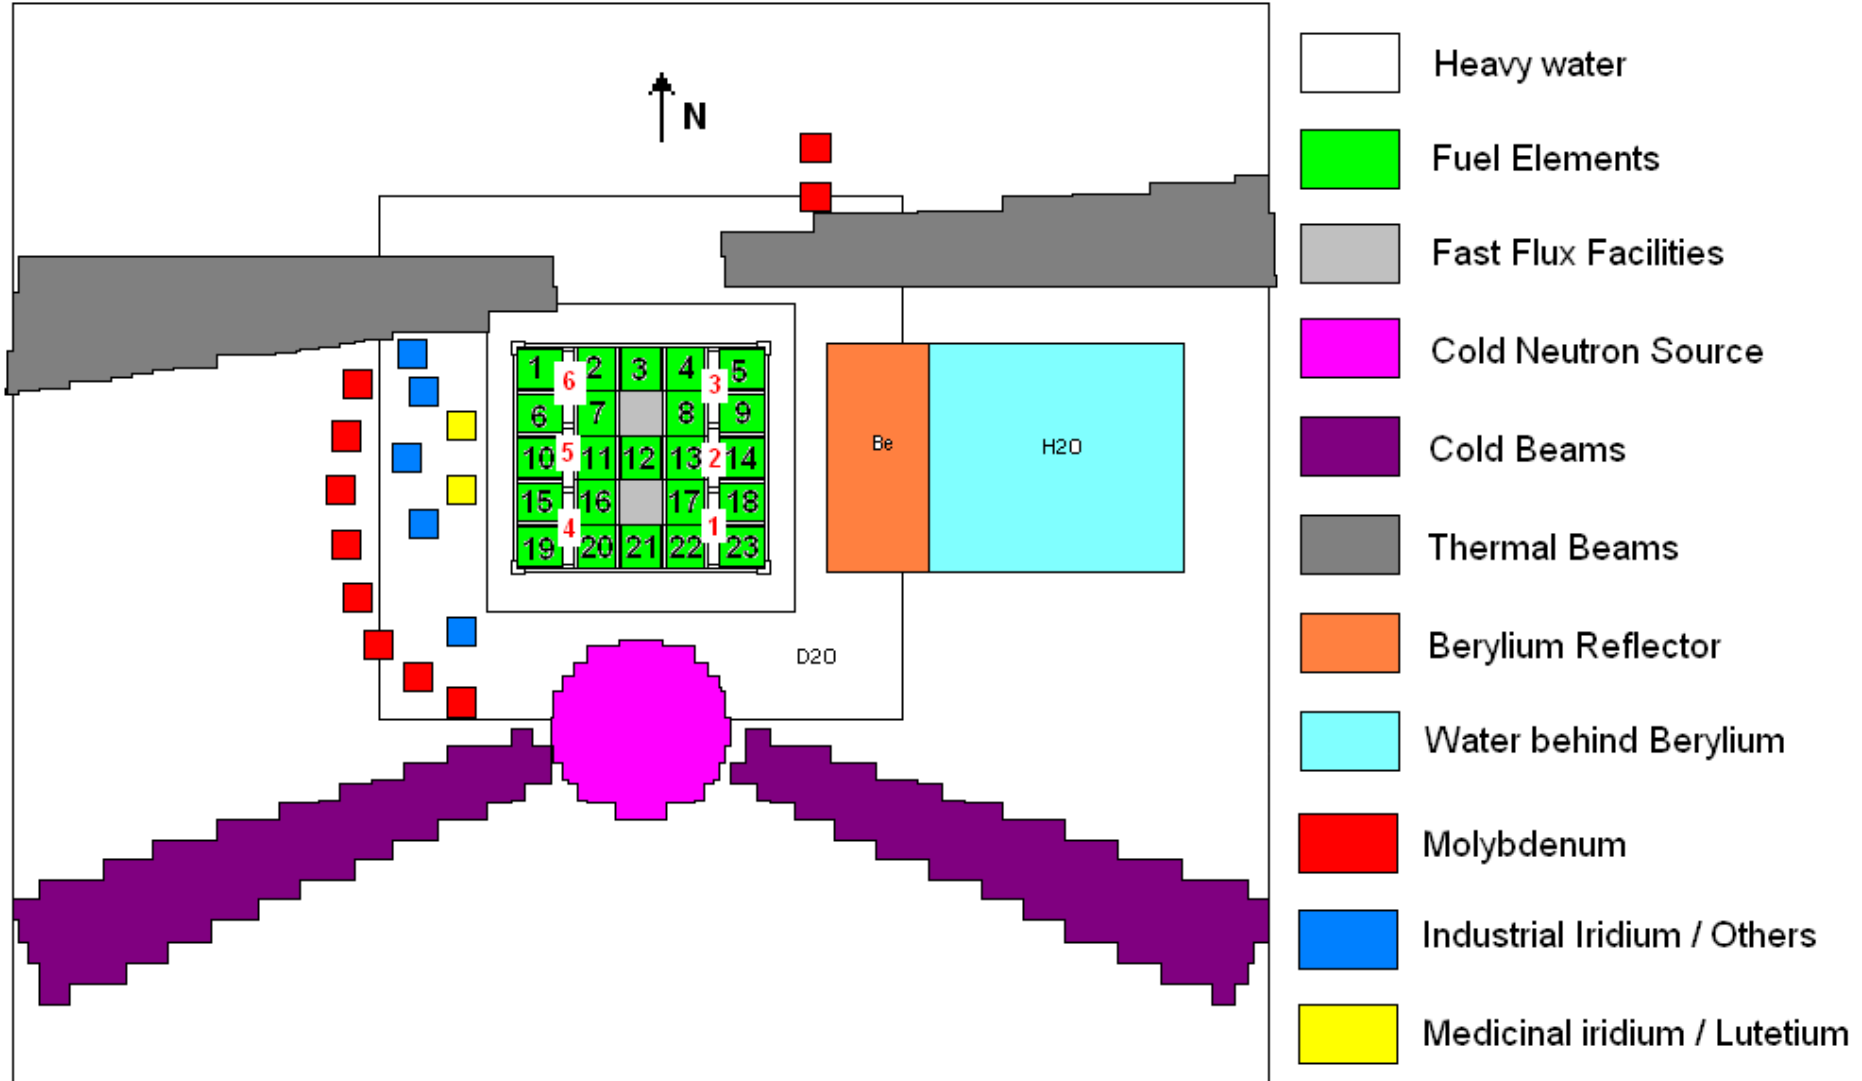 N
Heavy water
Fuel Elements
Fast Flux Facilities
Cold Neutron Source
Cold Beams
Thermal Beams
Berylium Reflector
Water behind Berylium
Molybdenum
Industrial Iridium / Others
Medicinal iridium / Lutetium
1 6 2 3 4 3 5
6 7 8 9
10 5 11 12 13 2 14
15 16 17 18
4 1
19 20 21 22 23
Be
H2O
D2O